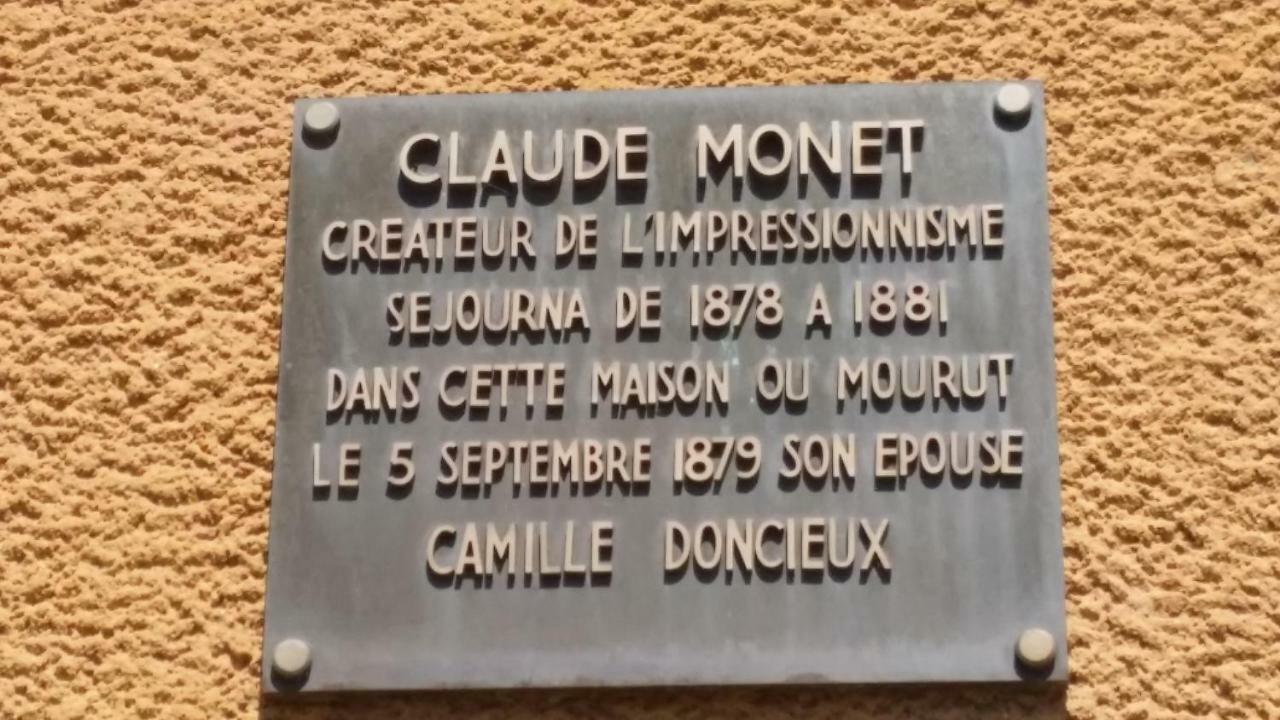 CLAUDE MONET
CREATEUR DE L'IMPRESSIONNISME
SEJOURNA DE 1878 A 1881
DANS CETTE MAISON OU MOURUT
LE 5 SEPTEMBRE 1879 SON EPOUSE
CAMILLE DONCIEUX